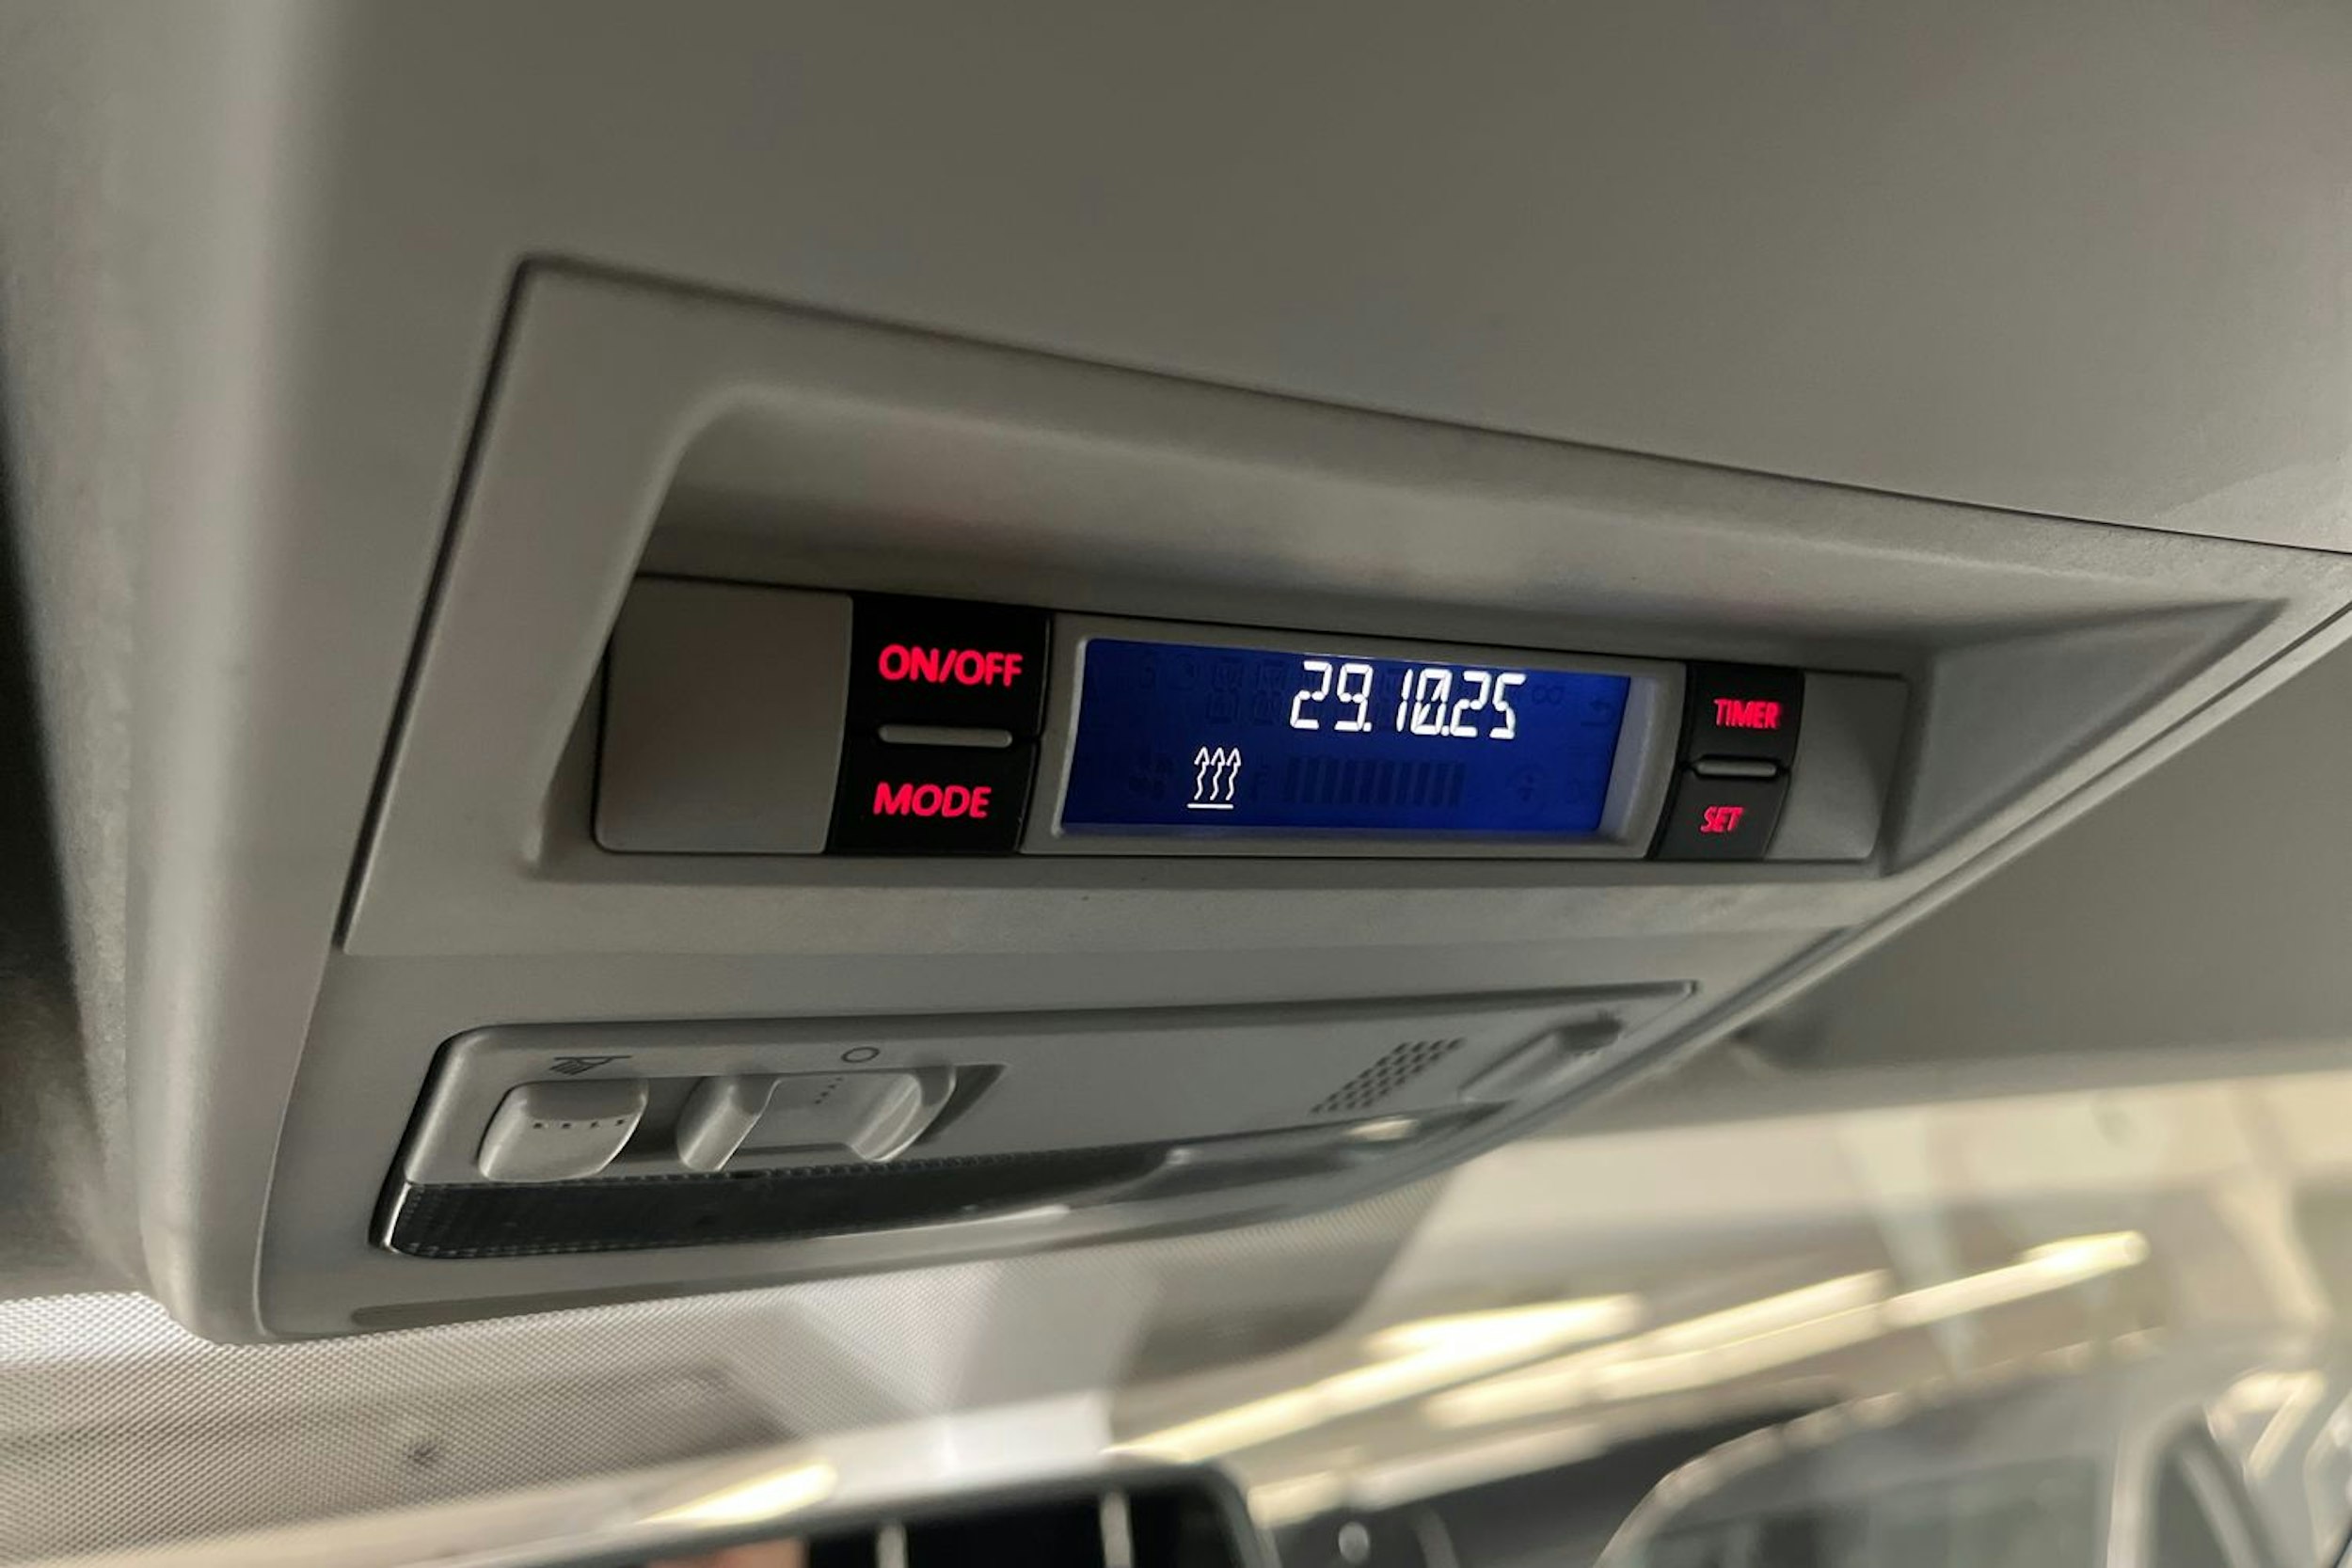 ON/OFF
29.10.25
TIMER
MODE
SET